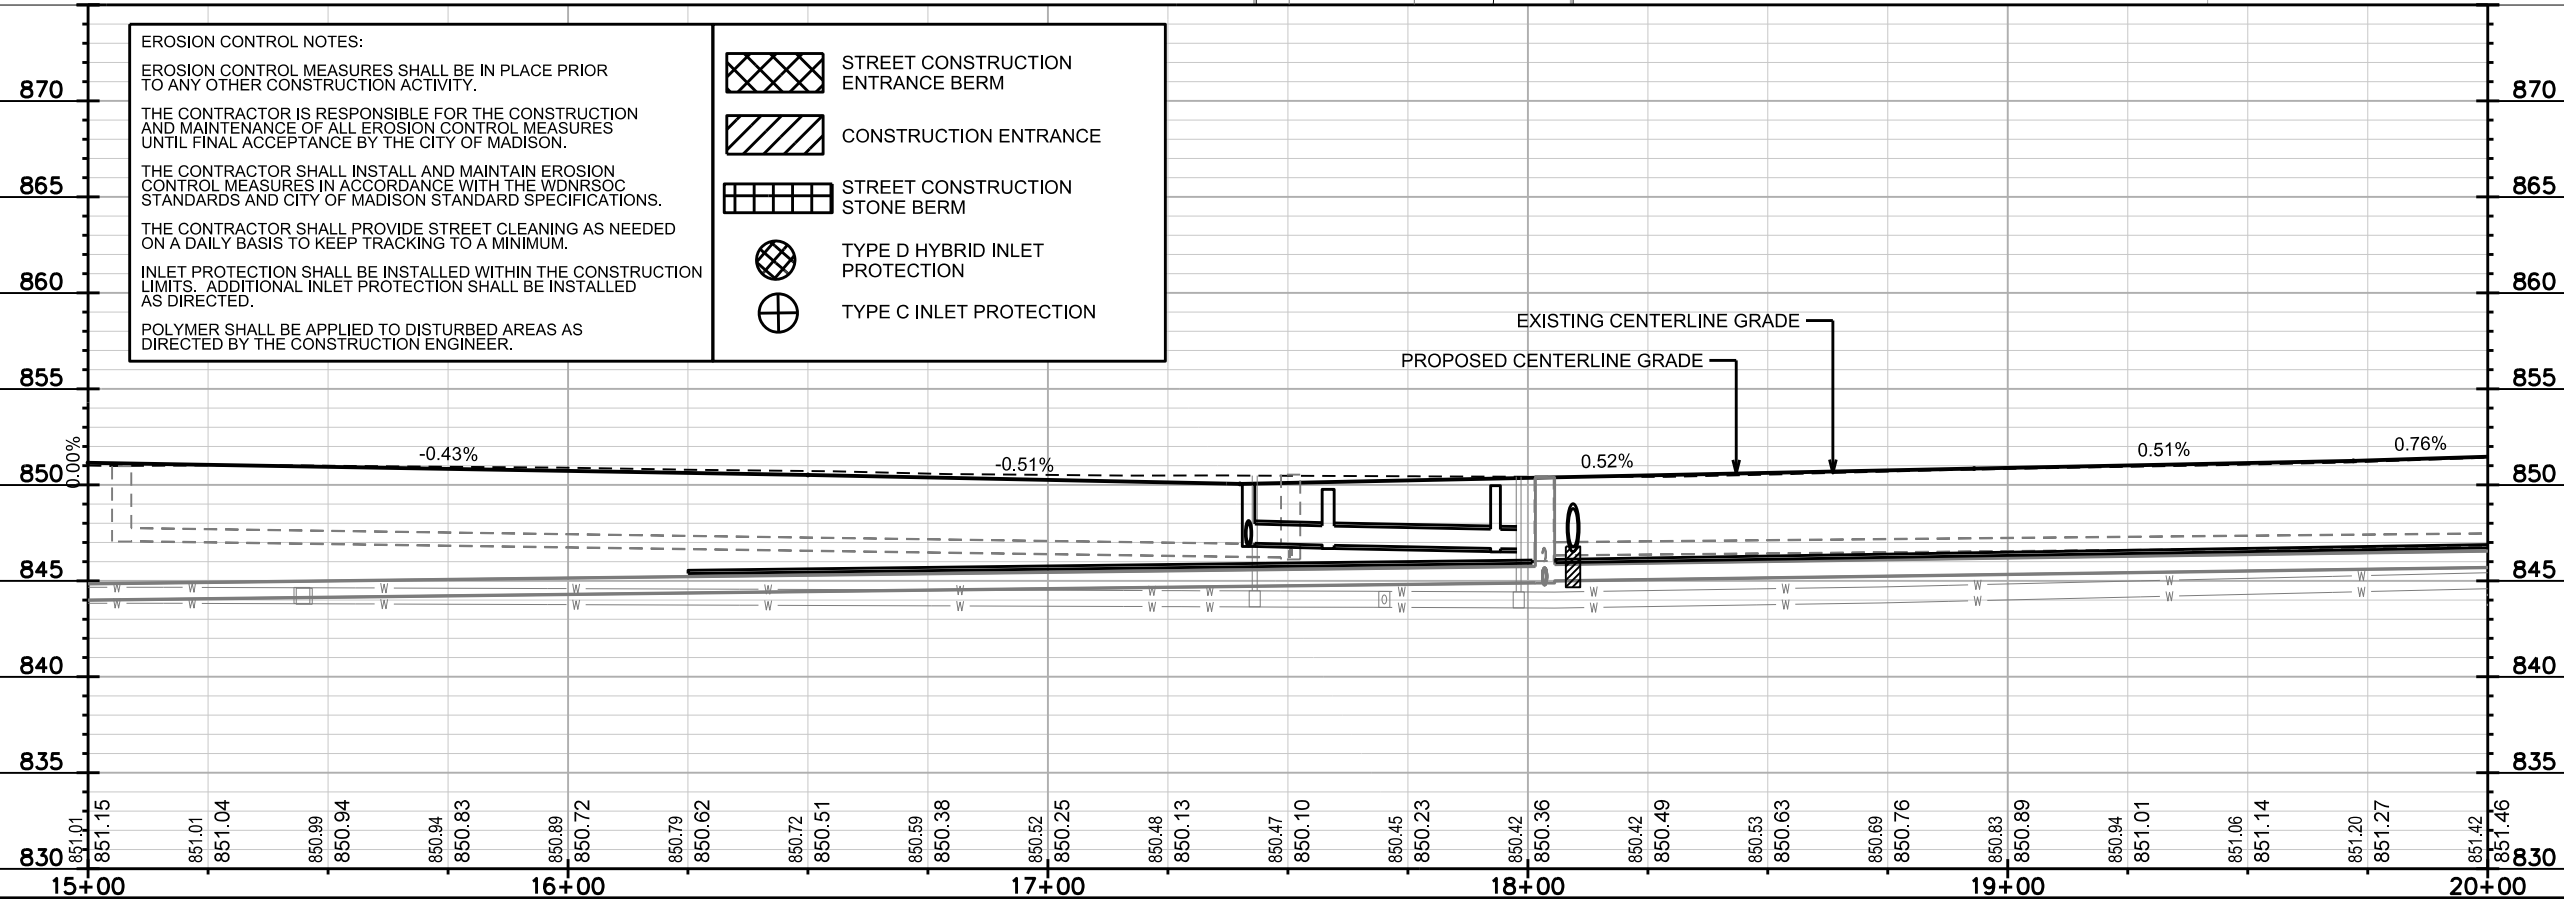 EROSION CONTROL NOTES:
EROSION CONTROL MEASURES SHALL BE IN PLACE PRIOR
TO ANY OTHER CONSTRUCTION ACTIVITY.
THE CONTRACTOR IS RESPONSIBLE FOR THE CONSTRUCTION
AND MAINTENANCE OF ALL EROSION CONTROL MEASURES
UNTIL FINAL ACCEPTANCE BY THE CITY OF MADISON.
THE CONTRACTOR SHALL INSTALL AND MAINTAIN EROSION
CONTROL MEASURES IN ACCORDANCE WITH THE WDNRSOC
STANDARDS AND CITY OF MADISON STANDARD SPECIFICATIONS.
THE CONTRACTOR SHALL PROVIDE STREET CLEANING AS NEEDED
ON A DAILY BASIS TO KEEP TRACKING TO A MINIMUM.
INLET PROTECTION SHALL BE INSTALLED WITHIN THE CONSTRUCTION
LIMITS. ADDITIONAL INLET PROTECTION SHALL BE INSTALLED
AS DIRECTED.
POLYMER SHALL BE APPLIED TO DISTURBED AREAS AS
DIRECTED BY THE CONSTRUCTION ENGINEER.
STREET CONSTRUCTION
ENTRANCE BERM
CONSTRUCTION ENTRANCE
STREET CONSTRUCTION
STONE BERM
TYPE D HYBRID INLET
PROTECTION
TYPE C INLET PROTECTION
870 870
865 865
860 860
EXISTING CENTERLINE GRADE
PROPOSED CENTERLINE GRADE
855 855
0.00% -0.43% -0.51% 0.52% 0.51% 0.76%
850 850
845 845
W W W W W W W W W W W W W
W W W W W W W W W W W W W
840 840
835 835
851.01 851.15
851.01 851.04
850.99 850.94
850.94 850.83
850.89 850.72
850.79 850.62
850.72 850.51
850.59 850.38
850.52 850.25
850.48 850.13
850.47 850.10
850.45 850.23
850.42 850.36
850.42 850.49
850.53 850.63
850.69 850.76
850.83 850.89
850.94 851.01
851.06 851.14
851.20 851.27
851.42 851.46
830 830
15+00 16+00 17+00 18+00 19+00 20+00